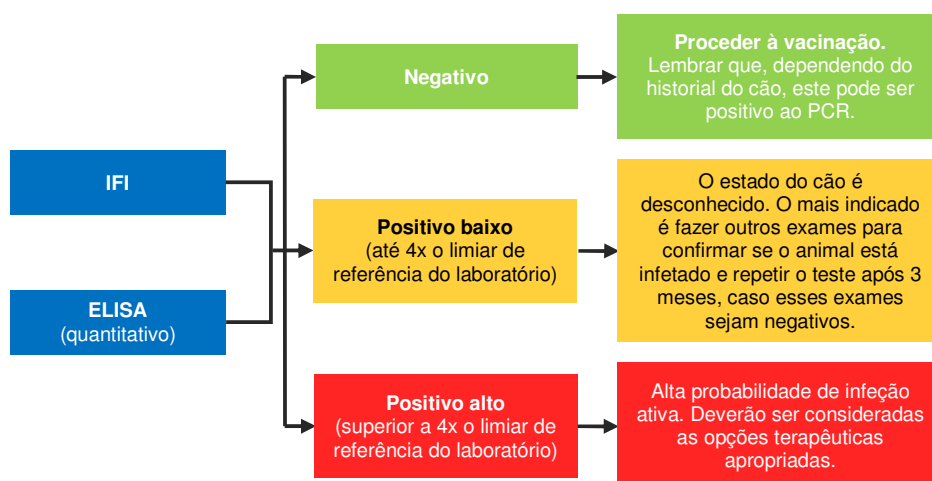 IFI
ELISA
(quantitativo)
Negativo
Proceder à vacinação.
Lembrar que, dependendo do
historial do cão, este pode ser
positivo ao PCR.
Positivo baixo
(até 4x o limiar de
referência do laboratório)
O estado do cão é
desconhecido. O mais indicado
é fazer outros exames para
confirmar se o animal está
infetado e repetir o teste após 3
meses, caso esses exames
sejam negativos.
Positivo alto
(superior a 4x o limiar de
referência do laboratório)
Alta probabilidade de infeção
ativa. Deverão ser consideradas
as opções terapêuticas
apropriadas.